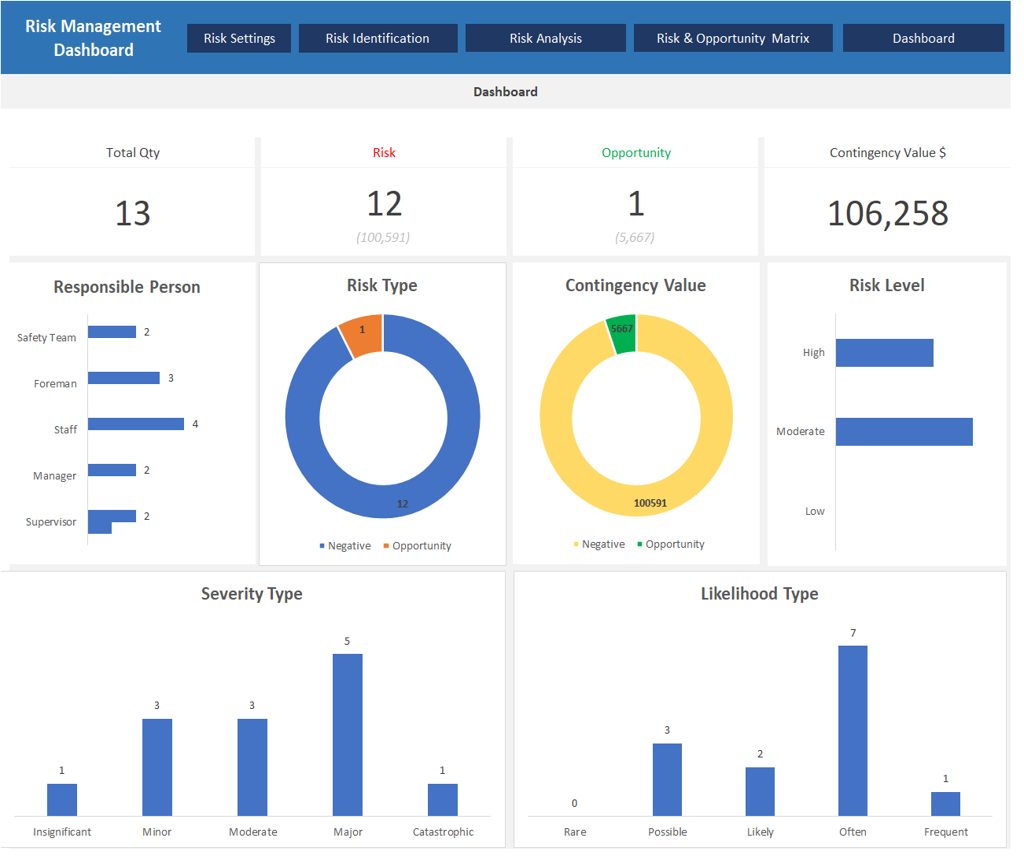 Risk Management
Dashboard
Risk Settings
Risk Identification
Risk Analysis
Risk & Opportunity Matrix
Dashboard
Dashboard
Total Qty
13
Risk
12
(100,591)
Opportunity
1
(5,667)
Contingency Value $
106,258
Responsible Person
Safety Team
2
Foreman
3
Staff
4
Manager
2
Supervisor
2
Risk Type
1
12
Negative
Opportunity
Contingency Value
5667
100591
Negative
Opportunity
Risk Level
High
Moderate
Low
Severity Type
1
3
3
5
1
Insignificant
Minor
Moderate
Major
Catastrophic
Likelihood Type
0
3
2
7
1
Rare
Possible
Likely
Often
Frequent